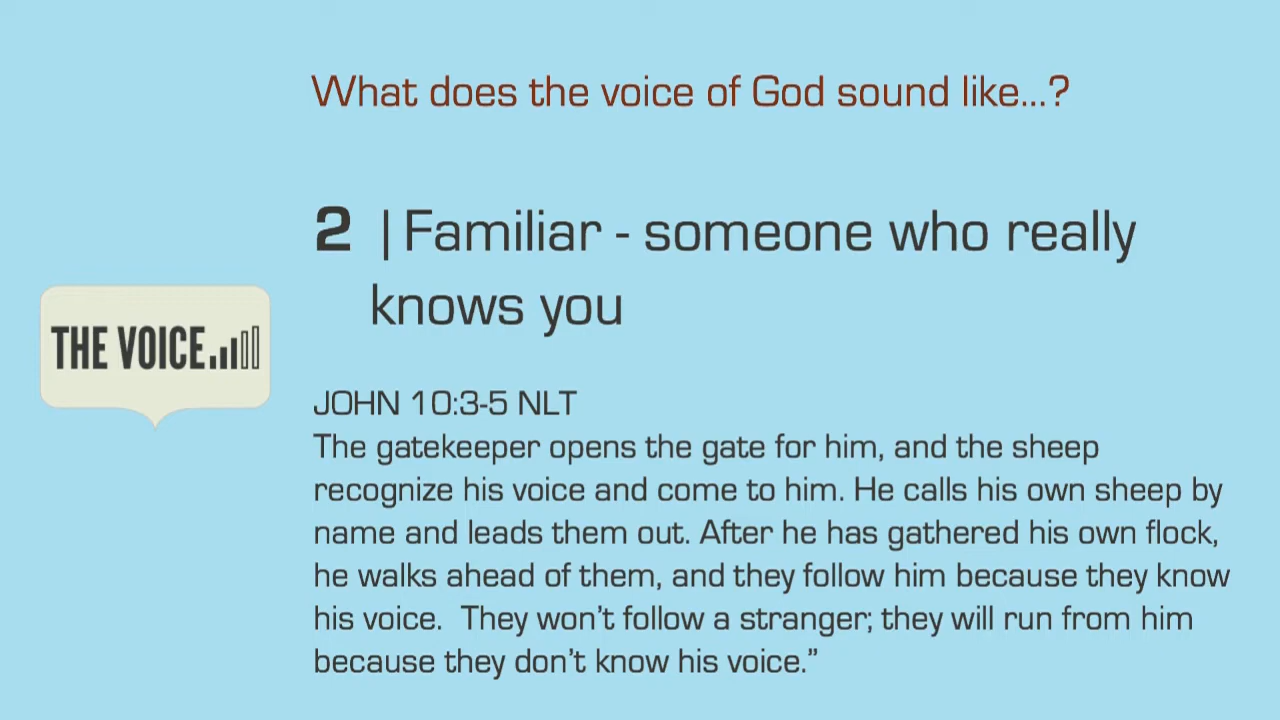 What does the voice of God sound like...?
2 | Familiar - someone who really
knows you
THE VOICE
JOHN 10:3-5 NLT
The gatekeeper opens the gate for him, and the sheep
recognize his voice and come to him. He calls his own sheep by
name and leads them out. After he has gathered his own flock,
he walks ahead of them, and they follow him because they know
his voice.  They won’t follow a stranger; they will run from him
because they don’t know his voice.”